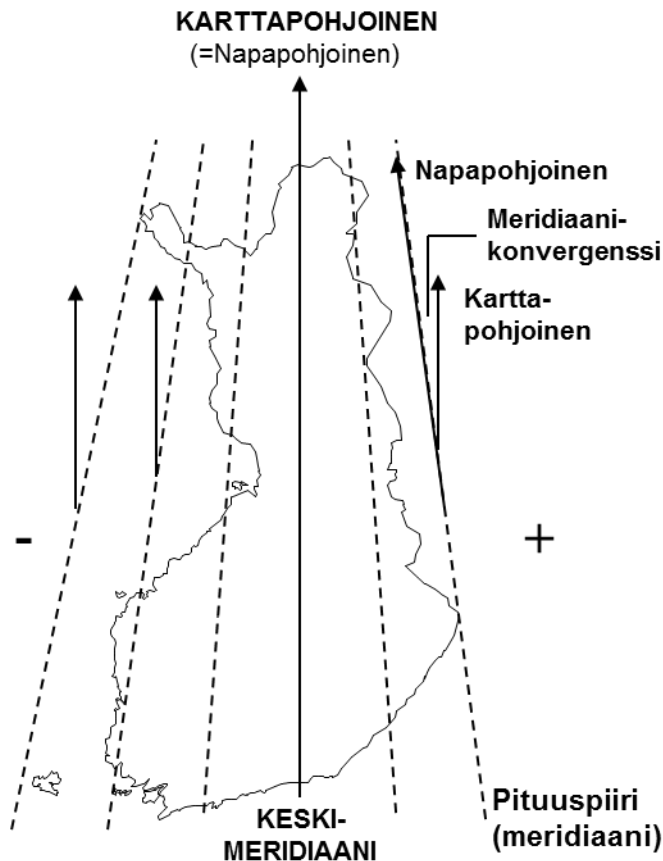 KARTTAPOHJOINEN
(=Napapohjoinen)
Napapohjoinen
Meridiaani-
konvergenssi
Kartta-
pohjoinen
-
+
Pituuspiiri
(meridiaani)
KESKI-
MERIDIAANI